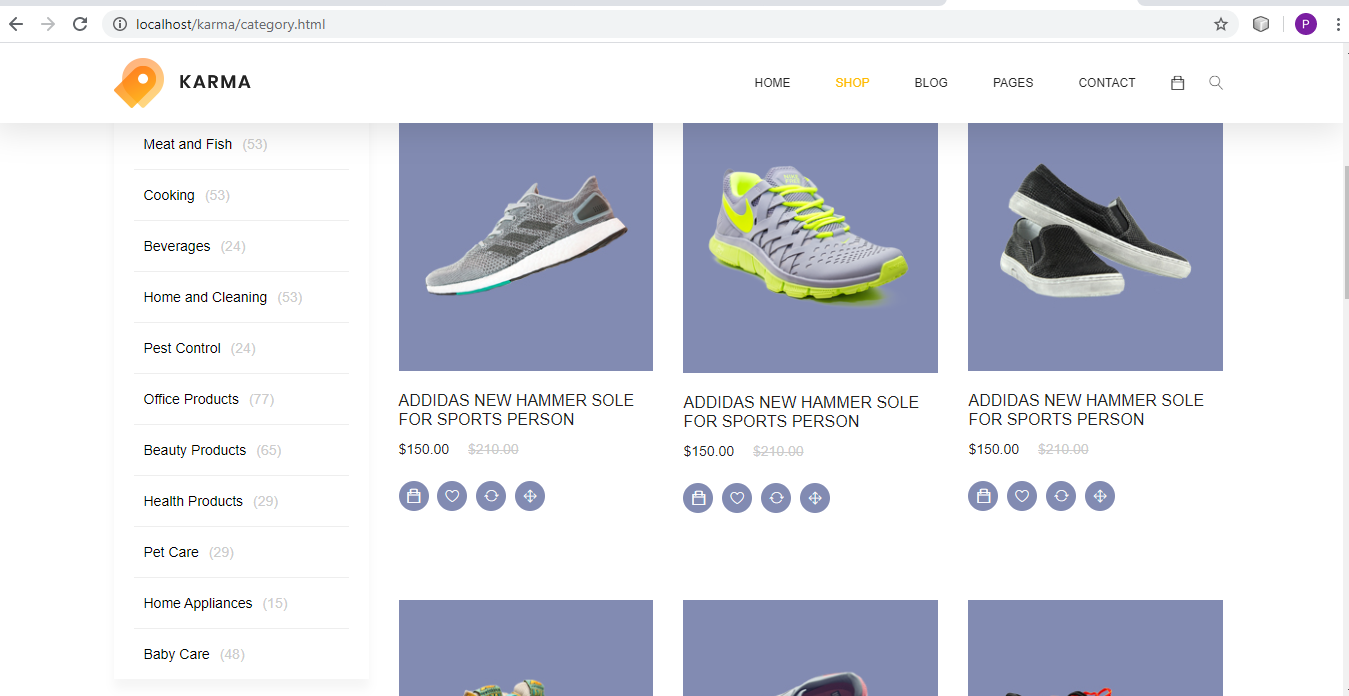 localhost/karma/category.html
P
KARMA
HOME SHOP BLOG PAGES CONTACT
Meat and Fish (53)
Cooking (53)
Beverages (24)
Home and Cleaning (53)
Pest Control (24)
Office Products (77)
Beauty Products (65)
Health Products (29)
Pet Care (29)
Home Appliances (15)
Baby Care (48)
ADDIDAS NEW HAMMER SOLE
FOR SPORTS PERSON
$150.00 $210.00
ADDIDAS NEW HAMMER SOLE
FOR SPORTS PERSON
$150.00 $210.00
ADDIDAS NEW HAMMER SOLE
FOR SPORTS PERSON
$150.00 $210.00